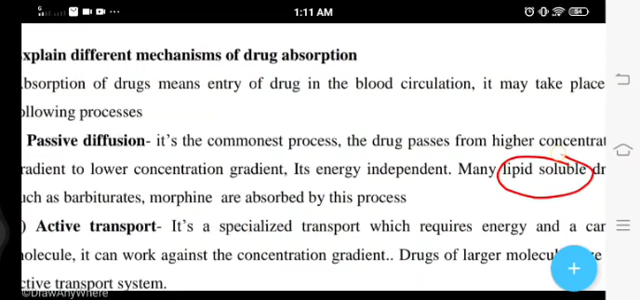 1:11 AM
54
xplain different mechanisms of drug absorption
bsorption of drugs means entry of drug in the blood circulation, it may take place
ollowing processes
Passive diffusion- it's the commonest process, the drug passes from higher concentrat
radient to lower concentration gradient, Its energy independent. Many lipid soluble dr
uch as barbiturates, morphine are absorbed by this process
) Active transport- It's a specialized transport which requires energy and a car
olecule, it can work against the concentration gradient.. Drugs of larger molecul
ctive transport system.
©DrawAnyWhere